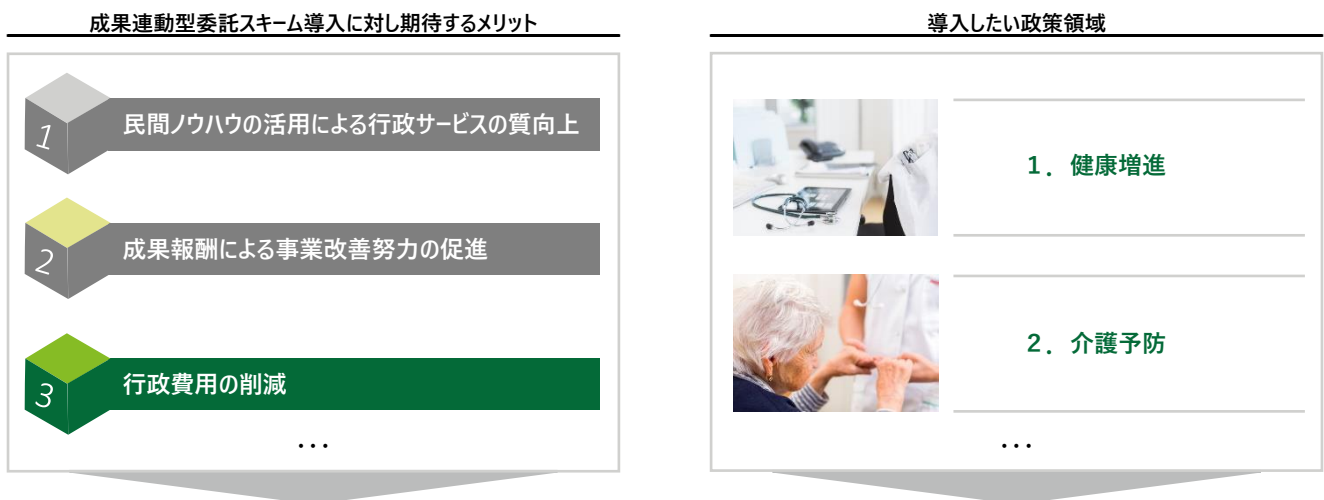 成果連動型委託スキーム導入に対し期待するメリット
1
民間ノウハウの活用による行政サービスの質向上
2
成果報酬による事業改善努力の促進
3
行政費用の削減
...
導入したい政策領域
1．健康増進
2．介護予防
...